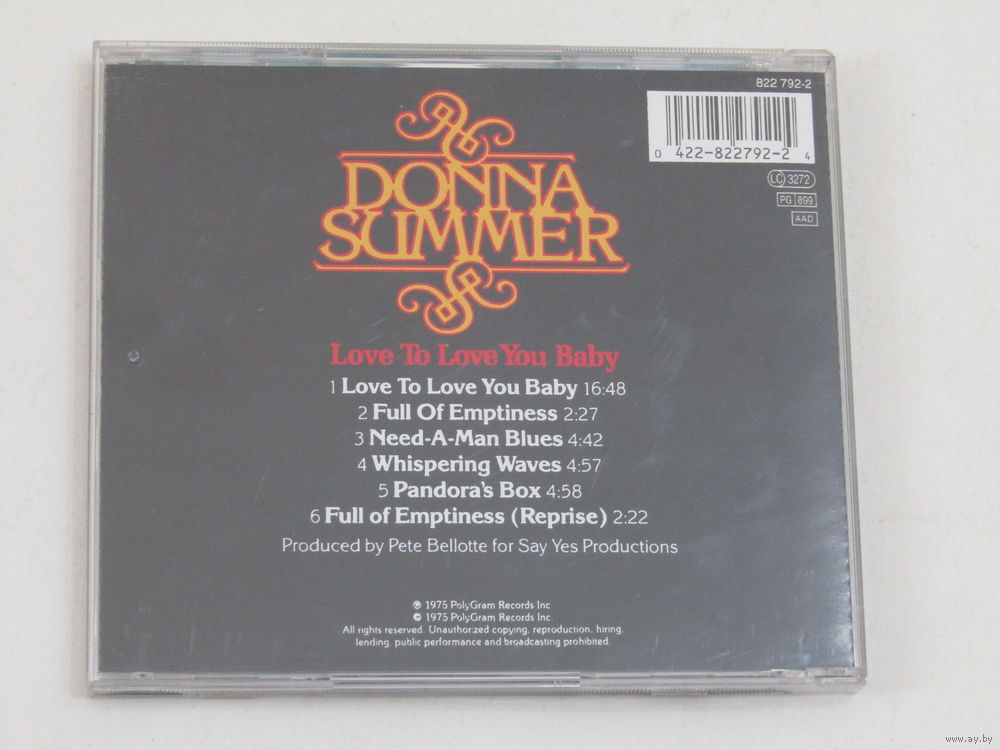 822 792-2
0 422-822792-2 4
LC 3272
PG 899
AAD
DONNA
SUMMER
Love To Love You Baby
1 Love To Love You Baby 16:48
2 Full Of Emptiness 2:27
3 Need-A-Man Blues 4:42
4 Whispering Waves 4:57
5 Pandora's Box 4:58
6 Full of Emptiness (Reprise) 2:22
Produced by Pete Bellotte for Say Yes Productions
℗ 1975 PolyGram Records Inc
© 1975 PolyGram Records Inc.
All rights reserved. Unauthorized copying, reproduction, hiring,
lending, public performance and broadcasting prohibited.
www.ay.by